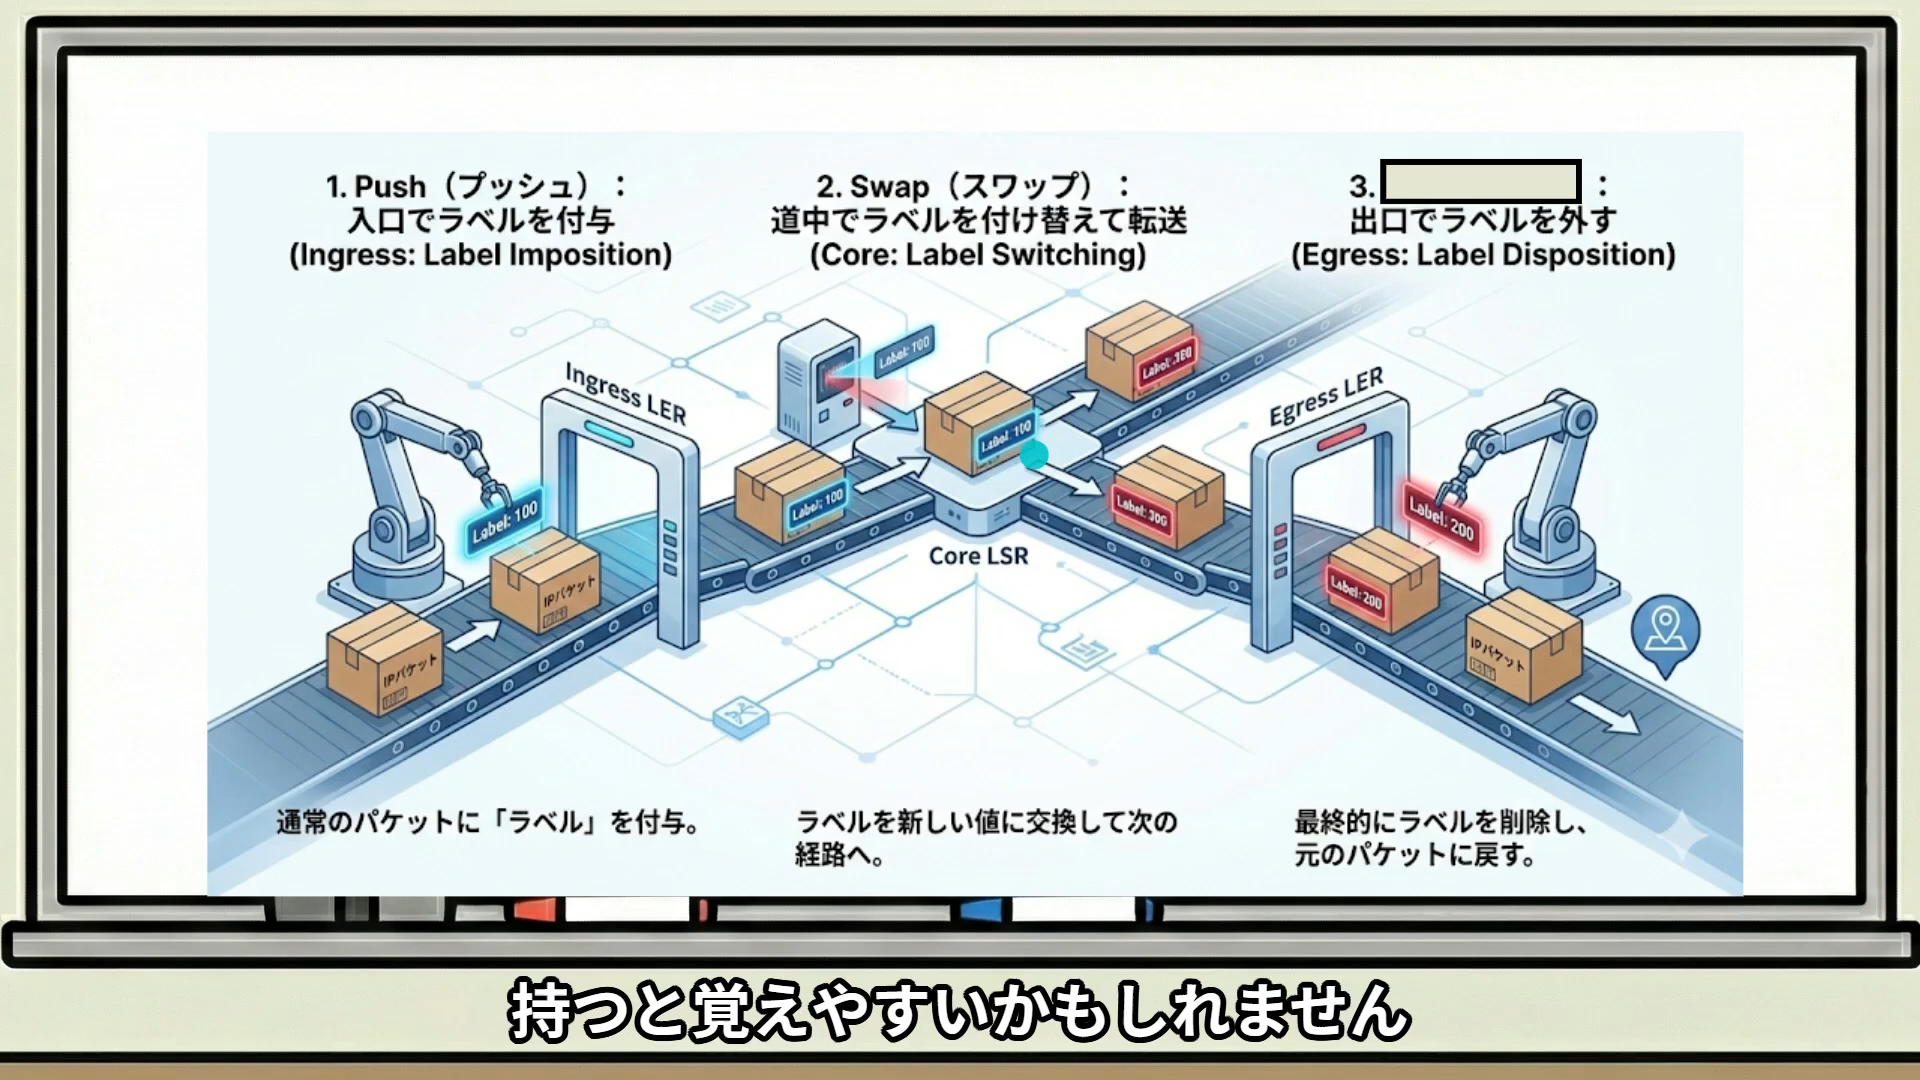 1. Push（プッシュ）：
入口でラベルを付与
(Ingress: Label Imposition)
2. Swap（スワップ）：
道中でラベルを付け替えて転送
(Core: Label Switching)
3. ：
出口でラベルを外す
(Egress: Label Disposition)
Ingress LER
Label: 100
IPパケット
IPパケット
Label: 100
Label: 100
Label: 100
Core LSR
Label: 300
Egress LER
Label: 200
Label: 200
IPパケット
通常のパケットに「ラベル」を付与。
ラベルを新しい値に交換して次の
経路へ。
最終的にラベルを削除し、
元のパケットに戻す。
持つと覚えやすいかもしれません